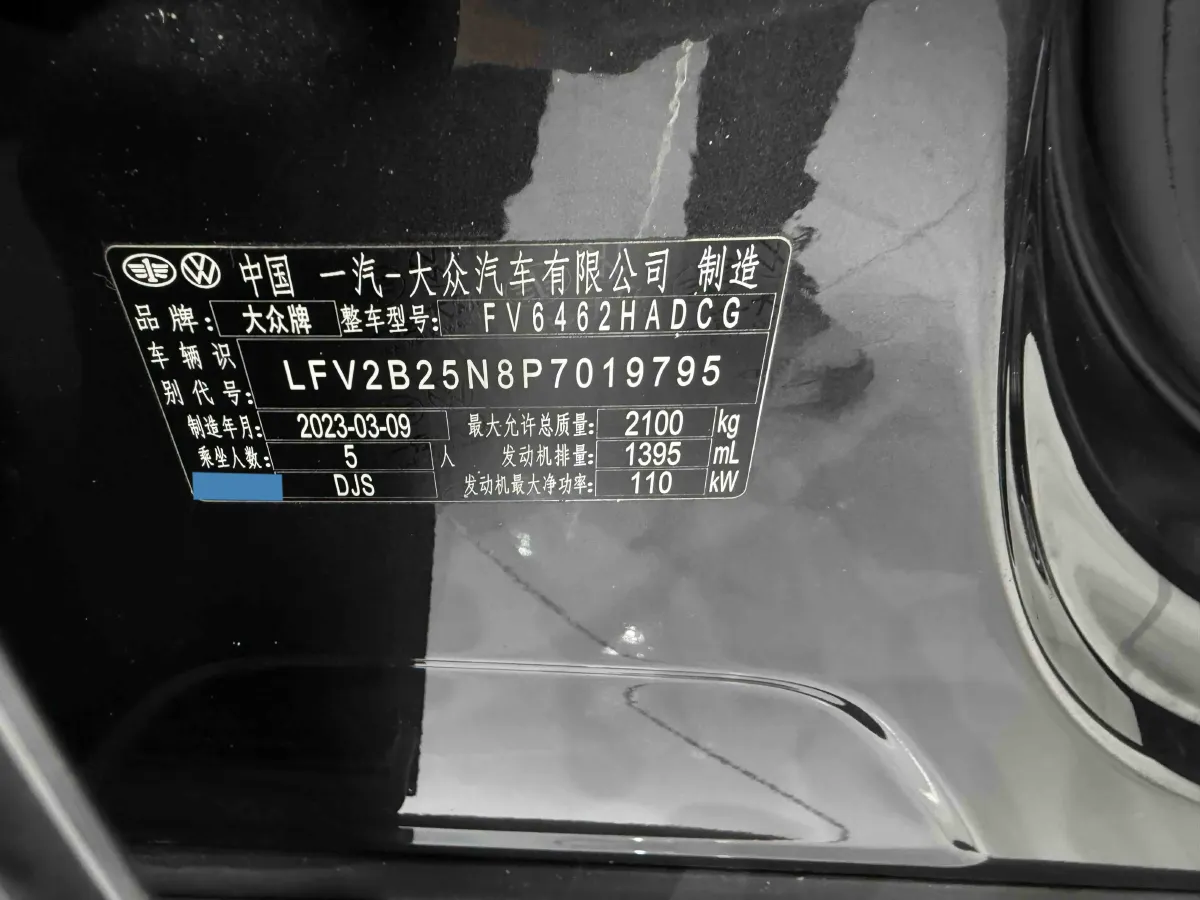 中国 一汽-大众汽车有限公司 制造
品牌: 大众牌 整车型号: FV6462HADCG
车辆识
别代号: LFV2B25N8P7019795
制造年月: 2023-03-09 最大允许总质量: 2100 kg
乘坐人数: 5 人 发动机排量: 1395 mL
DJS 发动机最大净功率: 110 kW